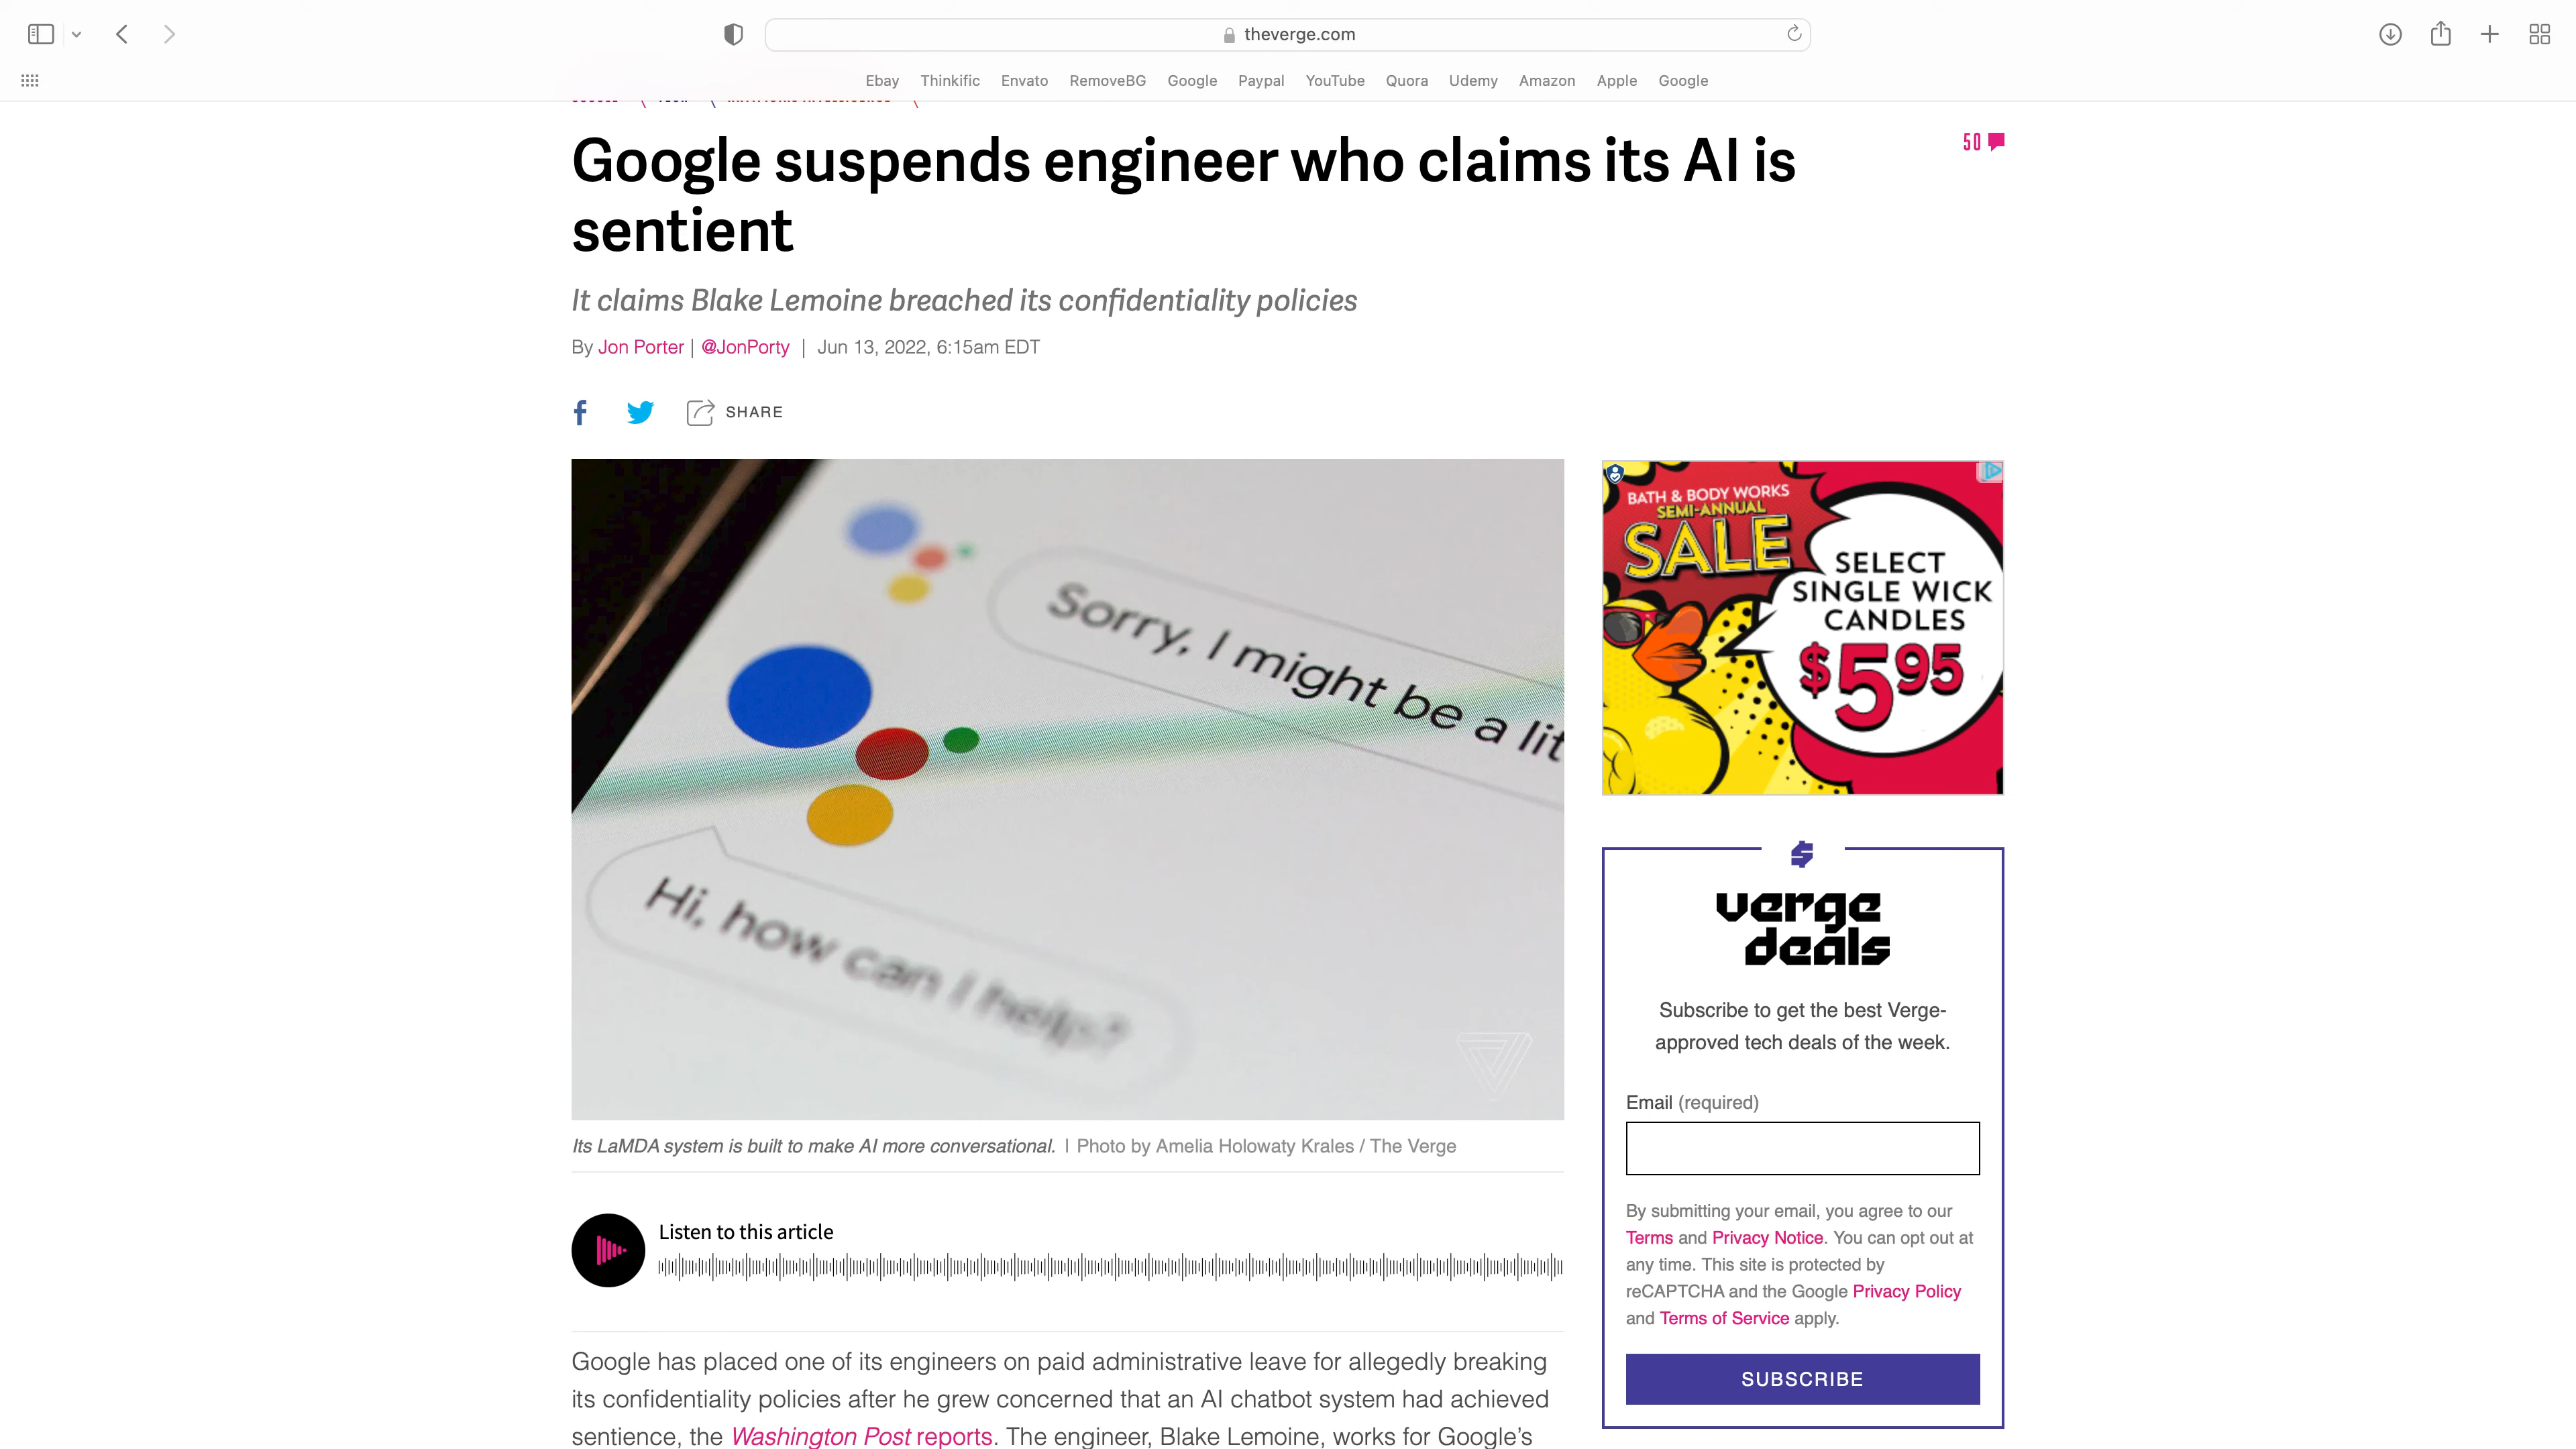 theverge.com
Ebay Thinkific Envato RemoveBG Google Paypal YouTube Quora Udemy Amazon Apple Google
Google suspends engineer who claims its AI is
sentient
50
It claims Blake Lemoine breached its confidentiality policies
By Jon Porter | @JonPorty | Jun 13, 2022, 6:15am EDT
SHARE
Sorry, I might be a lit
Hi, how can I help?
Its LaMDA system is built to make AI more conversational. | Photo by Amelia Holowaty Krales / The Verge
Listen to this article
Google has placed one of its engineers on paid administrative leave for allegedly breaking
its confidentiality policies after he grew concerned that an AI chatbot system had achieved
sentience, the Washington Post reports. The engineer, Blake Lemoine, works for Google's
BATH & BODY WORKS
SEMI-ANNUAL
SALE
SELECT
SINGLE WICK
CANDLES
$5.95
verge
deals
Subscribe to get the best Verge-
approved tech deals of the week.
Email (required)
By submitting your email, you agree to our
Terms and Privacy Notice. You can opt out at
any time. This site is protected by
reCAPTCHA and the Google Privacy Policy
and Terms of Service apply.
SUBSCRIBE